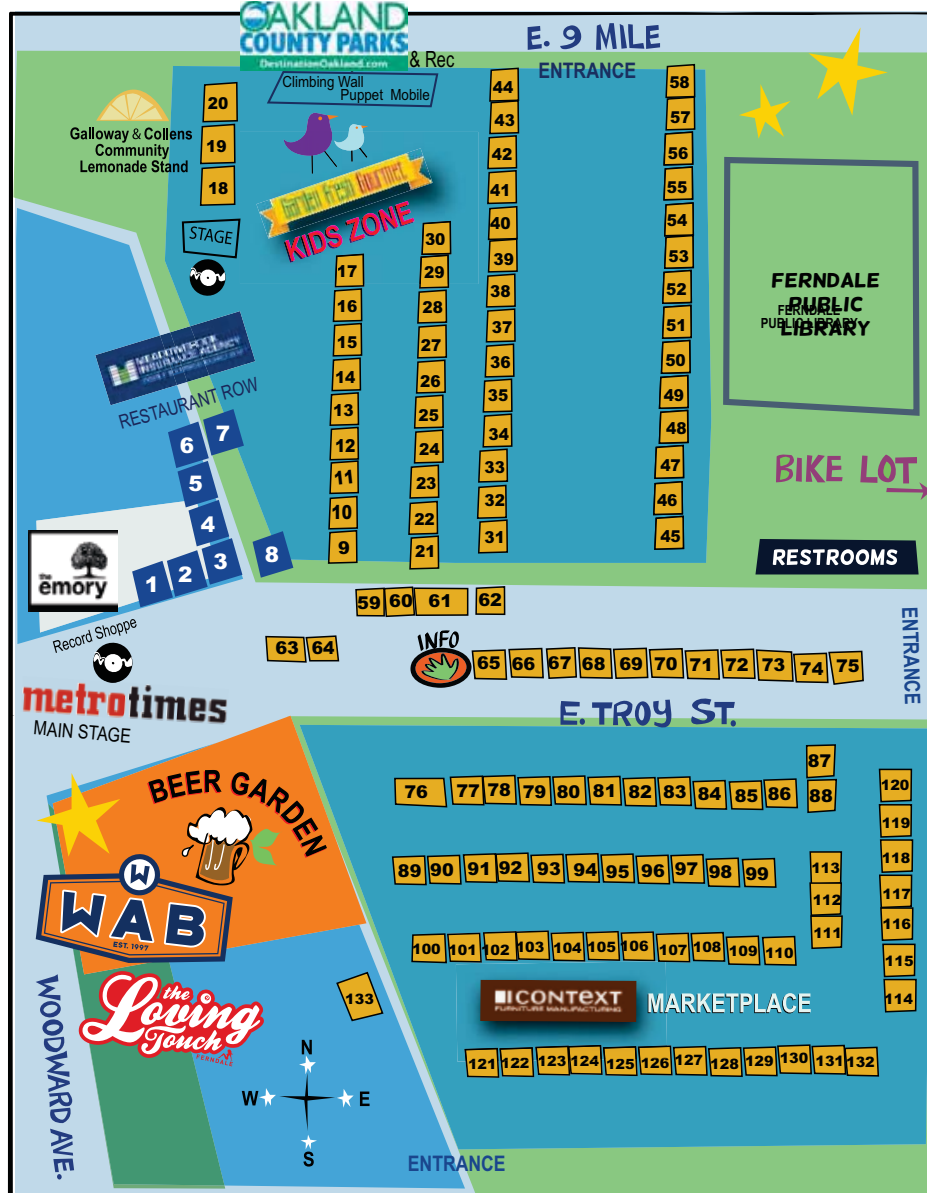 OAKLAND
COUNTY PARKS
DestinationOakland.com
& Rec
E. 9 MILE
ENTRANCE
Climbing Wall
Puppet Mobile
Galloway & Collens
Community
Lemonade Stand
20
19
18
STAGE
Garden Fresh Gourmet
KIDS ZONE
44
43
42
41
40
39
38
37
36
35
34
33
32
31
58
57
56
55
54
53
52
51
50
49
48
47
46
45
30
29
28
27
26
25
24
23
22
21
17
16
15
14
13
12
11
10
9
FERNDALE
PUBLIC
LIBRARY
FERNDALE
PUBLIC LIBRARY
MEADOWBROOK
INSURANCE AGENCY
RESTAURANT ROW
7
6
5
4
3
2
1
8
BIKE LOT
RESTROOMS
the
emory
Record Shoppe
metrotimes
MAIN STAGE
59 60 61 62
63 64
INFO
65 66 67 68 69 70 71 72 73 74 75
ENTRANCE
E. TROY ST.
BEER GARDEN
W
WAB
EST. 1997
76 77 78 79 80 81 82 83 84 85 86
87
88
89 90 91 92 93 94 95 96 97 98 99
113
112
111
120
119
118
117
116
115
114
100 101 102 103 104 105 106 107 108 109 110
CONTEXT
FURNITURE MANUFACTURING
MARKETPLACE
121 122 123 124 125 126 127 128 129 130 131 132
133
the
Loving
Touch
FERNDALE
WOODWARD AVE.
N
W
E
S
ENTRANCE